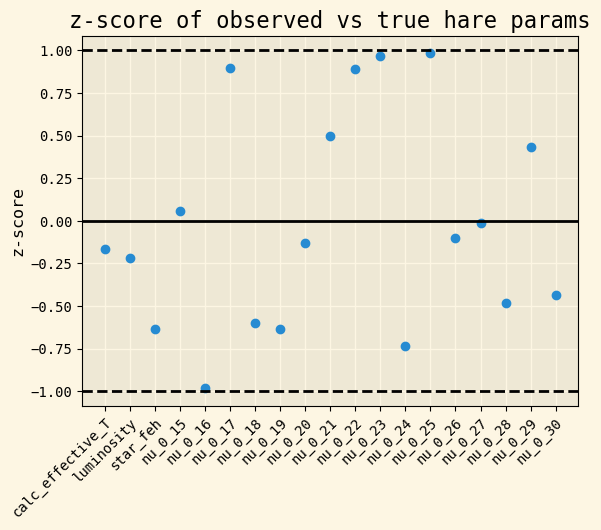 z-score of observed vs true hare params
z-score
1.00
0.75
0.50
0.25
0.00
−0.25
−0.50
−0.75
−1.00
calc_effective_T
luminosity
star_feh
nu_0_15
nu_0_16
nu_0_17
nu_0_18
nu_0_19
nu_0_20
nu_0_21
nu_0_22
nu_0_23
nu_0_24
nu_0_25
nu_0_26
nu_0_27
nu_0_28
nu_0_29
nu_0_30